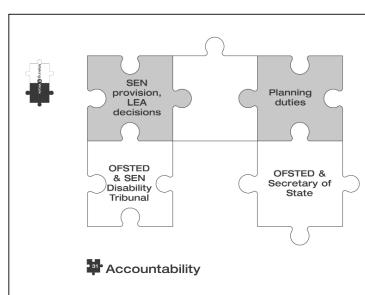 SEN
provision,
LEA
decisions
Planning
duties
OFSTED
& SEN
Disability
Tribunal
OFSTED &
Secretary of
State
Accountability